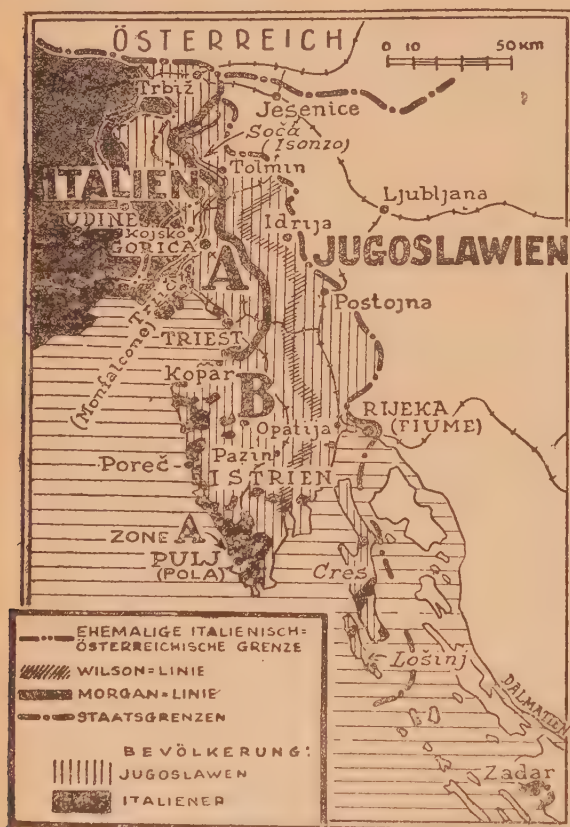 ÖSTERREICH
0 10 50 KM
Trbiž
Jesenice
Soča
(Isonzo)
ITALIEN
Tolmin
UDINE
Kojsko
GORICA
Ljubljana
Idrija
JUGOSLAWIEN
A
Postojna
Tržič
(Monfalcone)
TRIEST
Kopar
B
Opatija
RIJEKA
(FIUME)
Poreč
Pazin
ISTRIEN
ZONE A
PULJ
(POLA)
Cres
Lošinj
DALMATIEN
Zadar
EHEMALIGE ITALIENISCH=
ÖSTERREICHISCHE GRENZE
WILSON=LINIE
MORGAN=LINIE
STAATSGRENZEN
BEVÖLKERUNG:
JUGOSLAWEN
ITALIENER